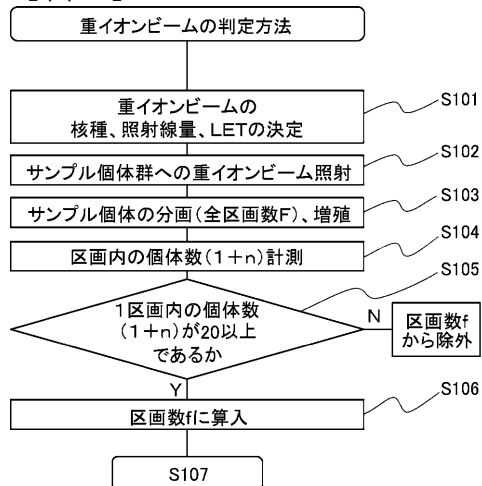 重イオンビームの判定方法
重イオンビームの
核種、照射線量、LETの決定
S101
サンプル個体群への重イオンビーム照射
S102
サンプル個体の分画(全区画数F)、増殖
S103
区画内の個体数(1+n)計測
S104
1区画内の個体数
(1+n)が20以上
であるか
S105
N
区画数f
から除外
Y
区画数fに算入
S106
S107